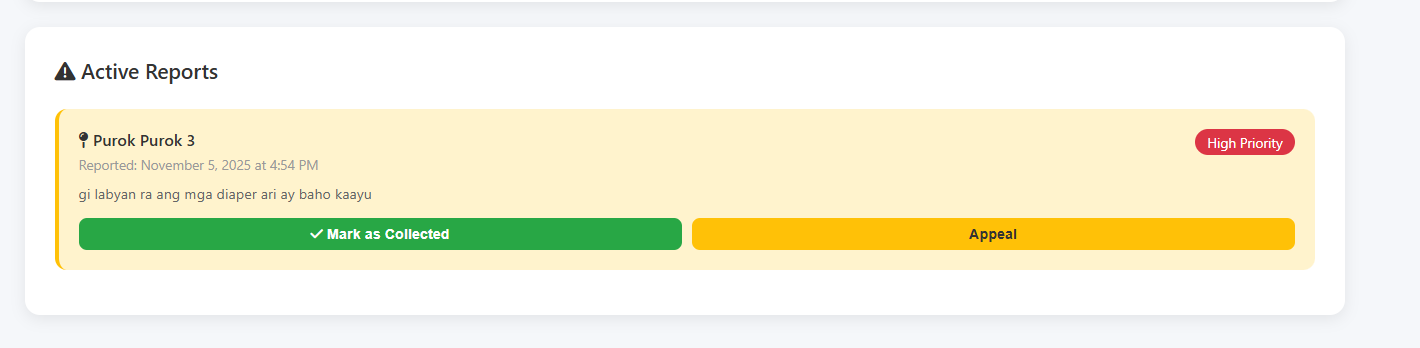 Active Reports
Purok Purok 3
High Priority
Reported: November 5, 2025 at 4:54 PM
gi labyan ra ang mga diaper ari ay baho kaayu
Mark as Collected
Appeal